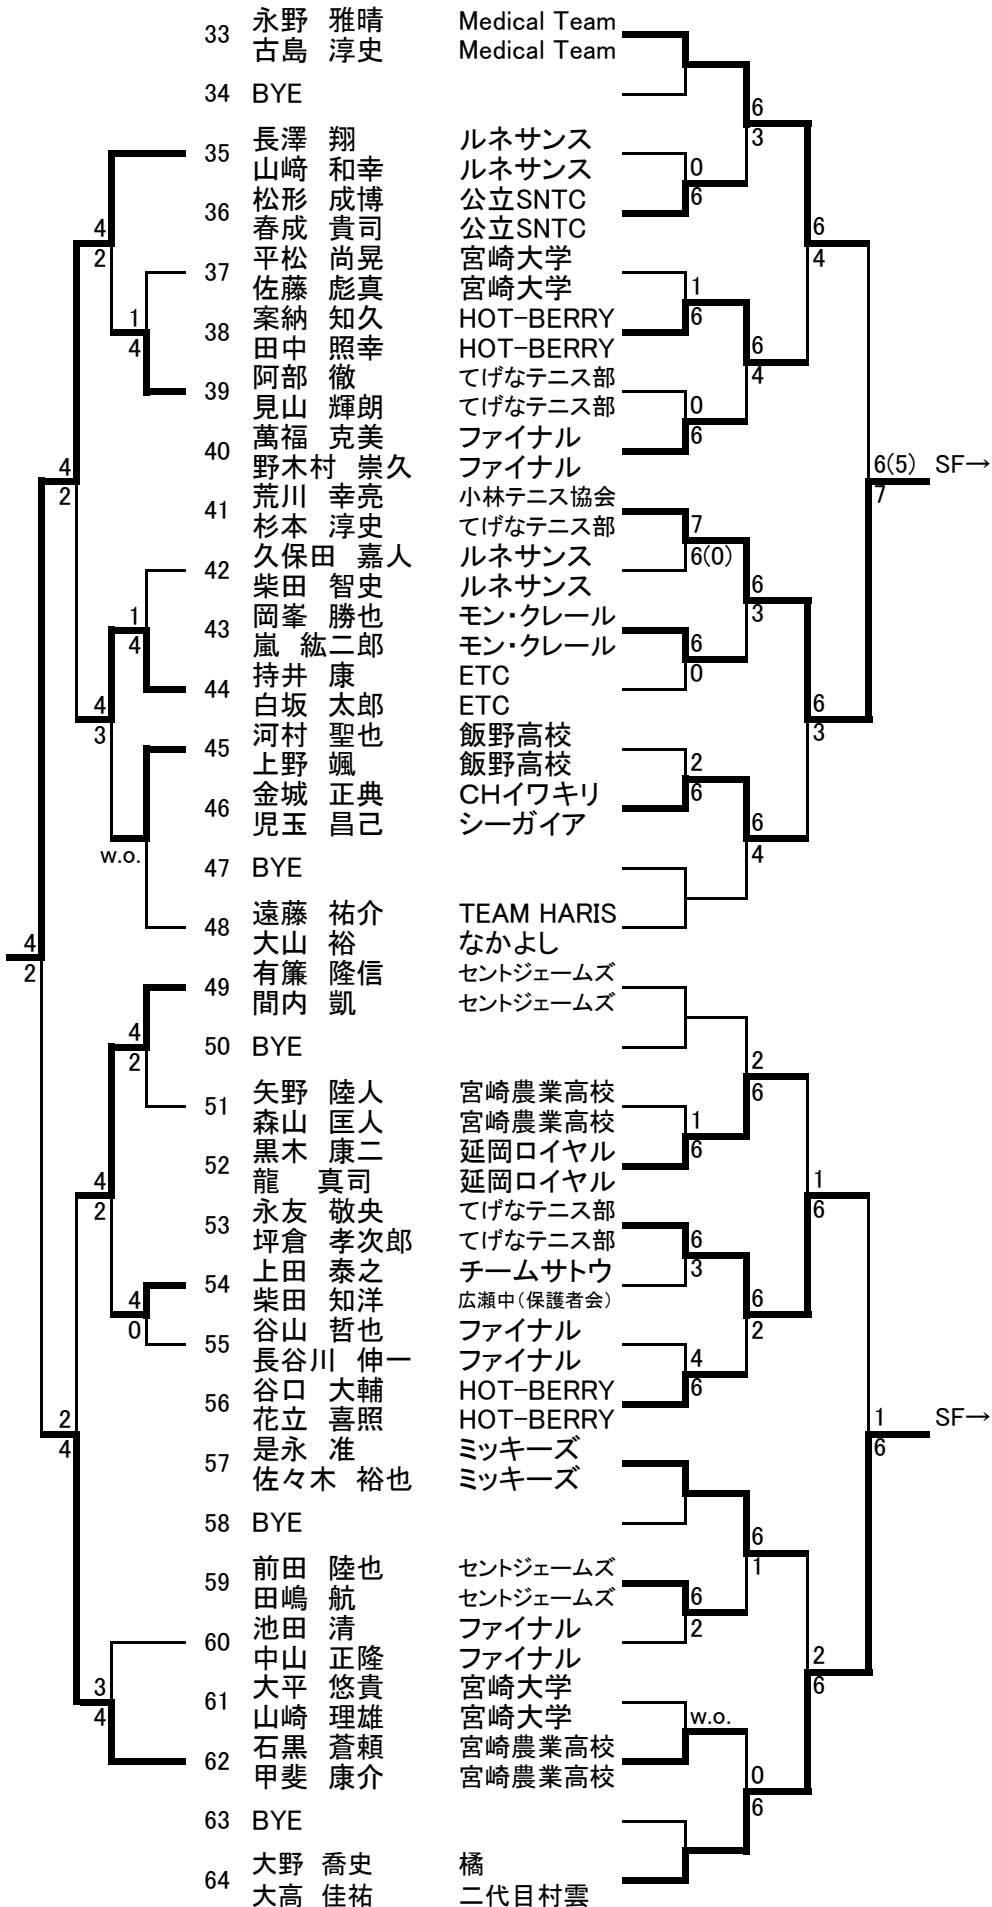 永野 雅晴 Medical Team
33
古島 淳史 Medical Team
34 BYE
6
3
長澤 翔 ルネサンス
35
山﨑 和幸 ルネサンス
0
6
松形 成博 公立SNTC
36
春成 貴司 公立SNTC
4
2
6
4
平松 尚晃 宮崎大学
37
佐藤 彪真 宮崎大学
1
6
案納 知久 HOT-BERRY
38
田中 照幸 HOT-BERRY
1
4
6
4
阿部 徹 てげなテニス部
39
見山 輝朗 てげなテニス部
0
6
萬福 克美 ファイナル
40
野木村 崇久 ファイナル
4
2
6(5) SF→
7
荒川 幸亮 小林テニス協会
41
杉本 淳史 てげなテニス部
7
6(0)
久保田 嘉人 ルネサンス
42
柴田 智史 ルネサンス
6
3
岡峯 勝也 モン・クレール
43
嵐 紘二郎 モン・クレール
1
4
6
0
持井 康 ETC
44
白坂 太郎 ETC
4
3
6
3
河村 聖也 飯野高校
45
上野 颯 飯野高校
2
6
金城 正典 CHイワキリ
46
児玉 昌己 シーガイア
w.o.
6
4
47 BYE
遠藤 祐介 TEAM HARIS
48
大山 裕 なかよし
4
2
有簾 隆信 セントジェームズ
49
間内 凱 セントジェームズ
4
2
50 BYE
2
6
矢野 陸人 宮崎農業高校
51
森山 匡人 宮崎農業高校
1
6
黒木 康二 延岡ロイヤル
52
龍 真司 延岡ロイヤル
4
2
1
6
永友 敬央 てげなテニス部
53
坪倉 孝次郎 てげなテニス部
6
3
上田 泰之 チームサトウ
54
柴田 知洋 広瀬中(保護者会)
4
0
6
2
谷山 哲也 ファイナル
55
長谷川 伸一 ファイナル
4
6
谷口 大輔 HOT-BERRY
56
花立 喜照 HOT-BERRY
2
4
1 SF→
6
是永 准 ミッキーズ
57
佐々木 裕也 ミッキーズ
58 BYE
6
1
前田 陸也 セントジェームズ
59
田嶋 航 セントジェームズ
6
2
池田 清 ファイナル
60
中山 正隆 ファイナル
3
4
2
6
大平 悠貴 宮崎大学
61
山崎 理雄 宮崎大学
w.o.
石黒 蒼頼 宮崎農業高校
62
甲斐 康介 宮崎農業高校
0
6
63 BYE
大野 喬史 橘
64
大高 佳祐 二代目村雲